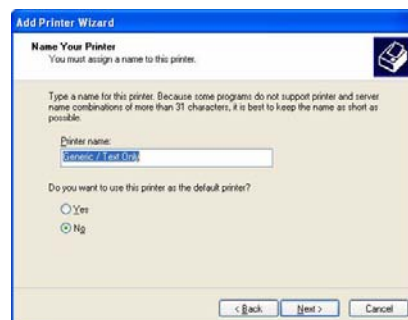 Add Printer Wizard
Name Your Printer
You must assign a name to this printer.
Type a name for this printer. Because some programs do not support printer and server
name combinations of more than 31 characters, it is best to keep the name as short as
possible.
Printer name:
Generic / Text Only
Do you want to use this printer as the default printer?
Yes
No
< Back
Next >
Cancel